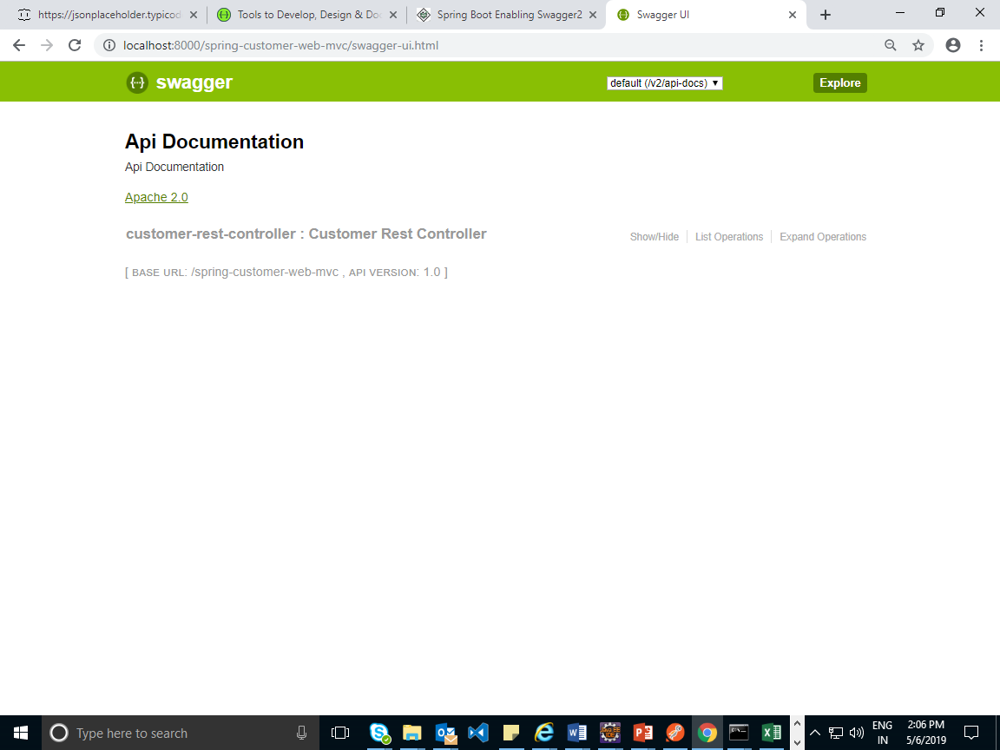 https://jsonplaceholder.typicod
Tools to Develop, Design & Do
Spring Boot Enabling Swagger2
Swagger UI
localhost:8000/spring-customer-web-mvc/swagger-ui.html
{···} swagger
default (/v2/api-docs)
Explore
Api Documentation
Api Documentation
Apache 2.0
customer-rest-controller : Customer Rest Controller
Show/Hide
List Operations
Expand Operations
[ BASE URL: /spring-customer-web-mvc , API VERSION: 1.0 ]
Type here to search
ENG
IN
2:06 PM
5/6/2019